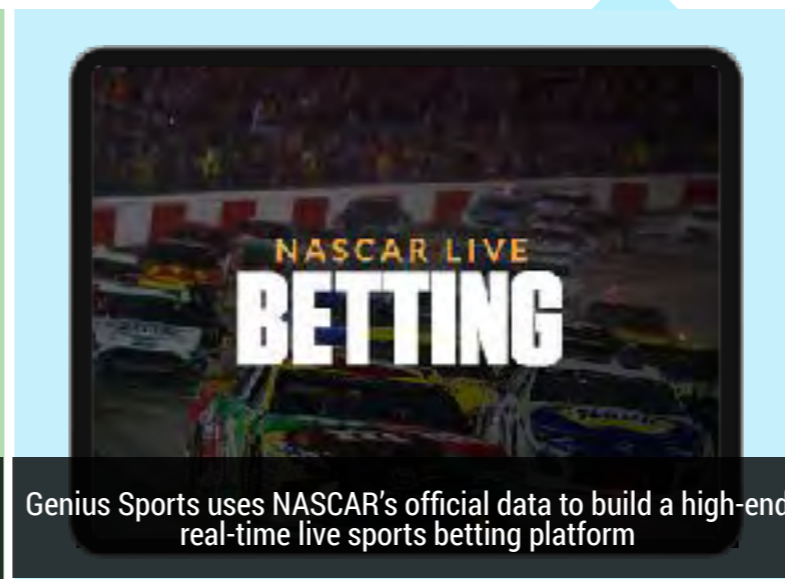 NASCAR LIVE
BETTING
Genius Sports uses NASCAR’s official data to build a high-end
real-time live sports betting platform